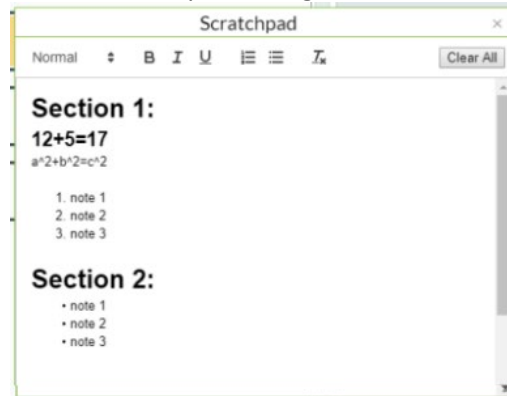 Scratchpad ×
Normal B I U Tx Clear All
Section 1:
12+5=17
a^2+b^2=c^2
1. note 1
2. note 2
3. note 3
Section 2:
• note 1
• note 2
• note 3